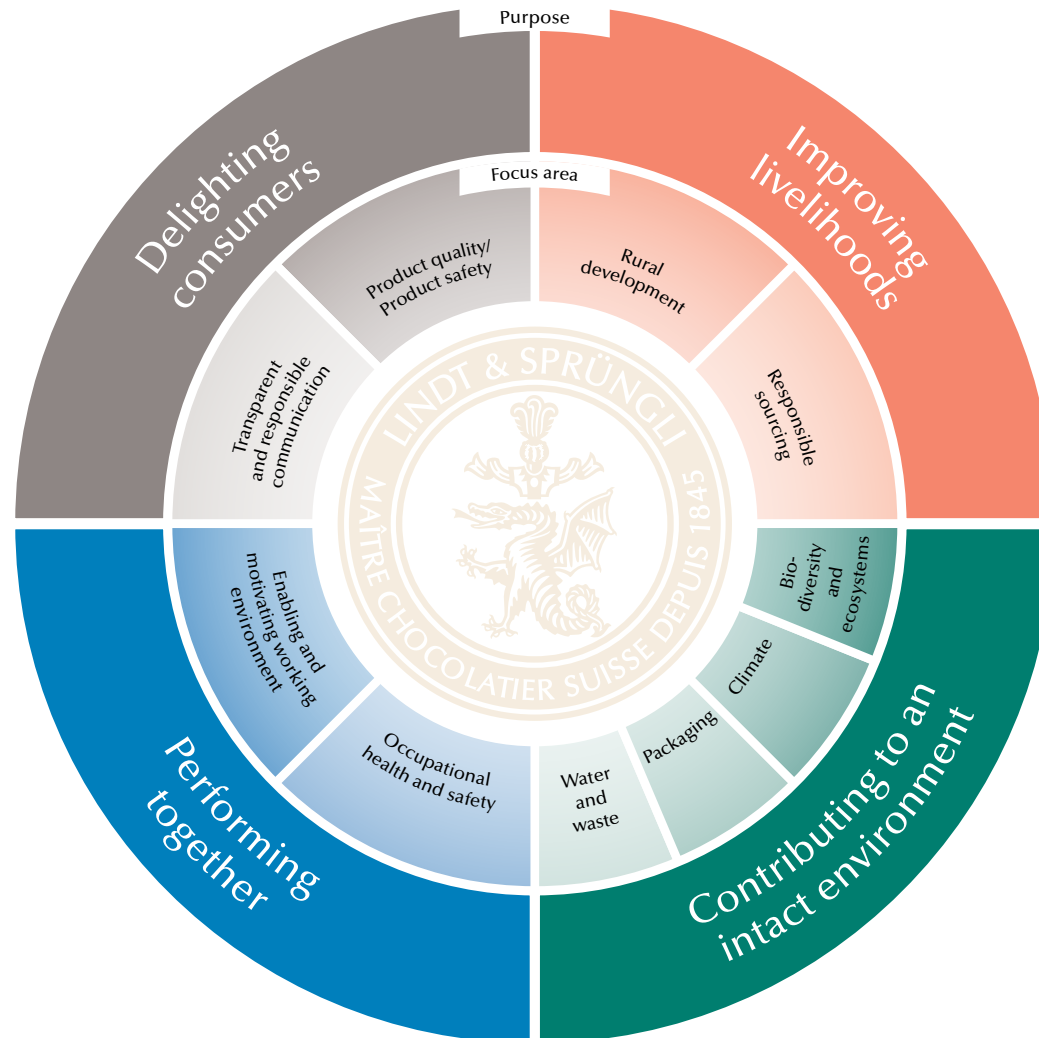 Purpose
Delighting
consumers
Improving
livelihoods
Focus area
Product quality/
Product safety
Rural
development
Transparent
and responsible
communication
Responsible
sourcing
LINDT & SPRÜNGLI
MAÎTRE CHOCOLATIER SUISSE DEPUIS 1845
Enabling and
motivating working
environment
Bio-
diversity
and
ecosystems
Climate
Packaging
Occupational
health and safety
Water
and
waste
Performing
together
Contributing to an
intact environment